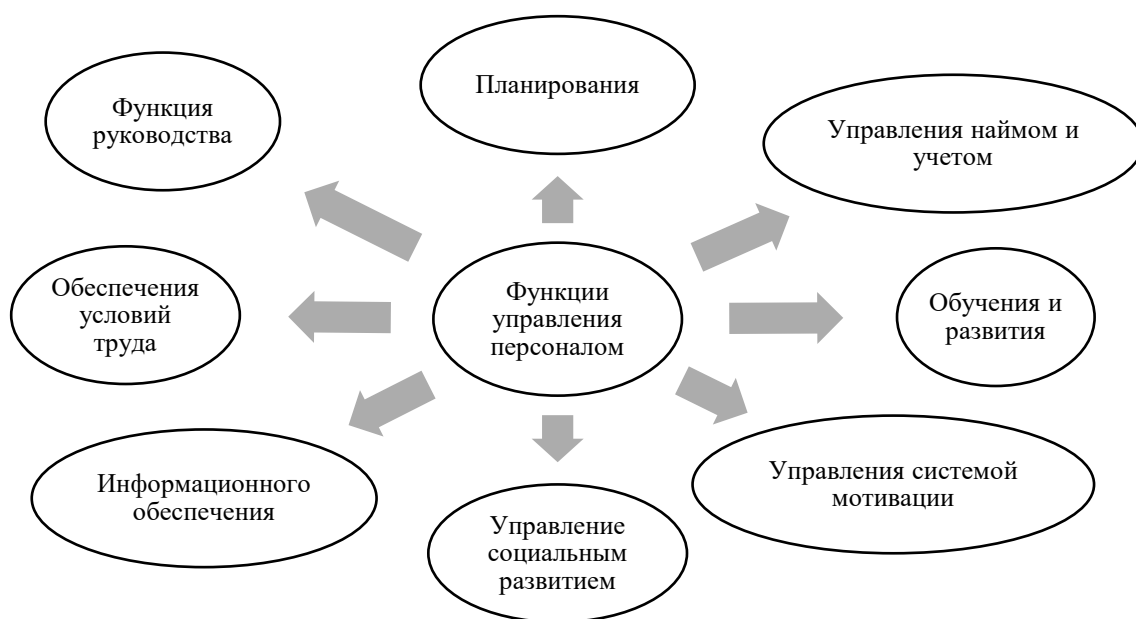 Планирования
Функция
руководства
Управления наймом и
учетом
Обеспечения
условий
труда
Функции
управления
персоналом
Обучения и
развития
Информационного
обеспечения
Управление
социальным
развитием
Управления системой
мотивации